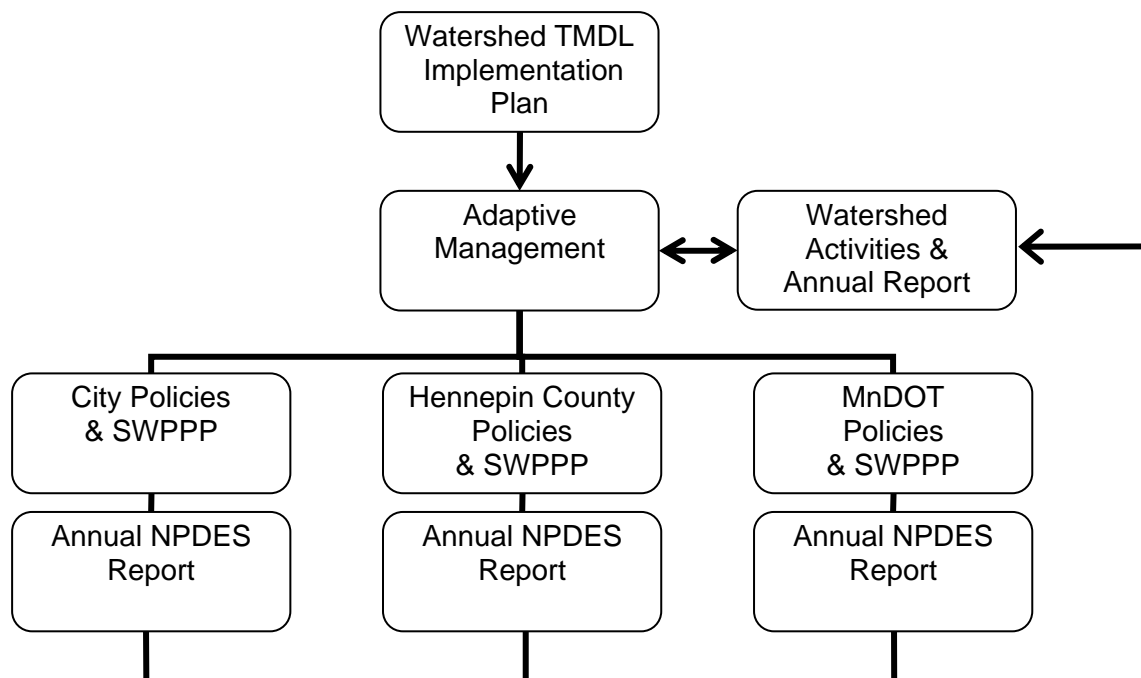 Watershed TMDL
Implementation
Plan
Adaptive
Management
Watershed
Activities &
Annual Report
City Policies
& SWPPP
Hennepin County
Policies
& SWPPP
MnDOT
Policies
& SWPPP
Annual NPDES
Report
Annual NPDES
Report
Annual NPDES
Report